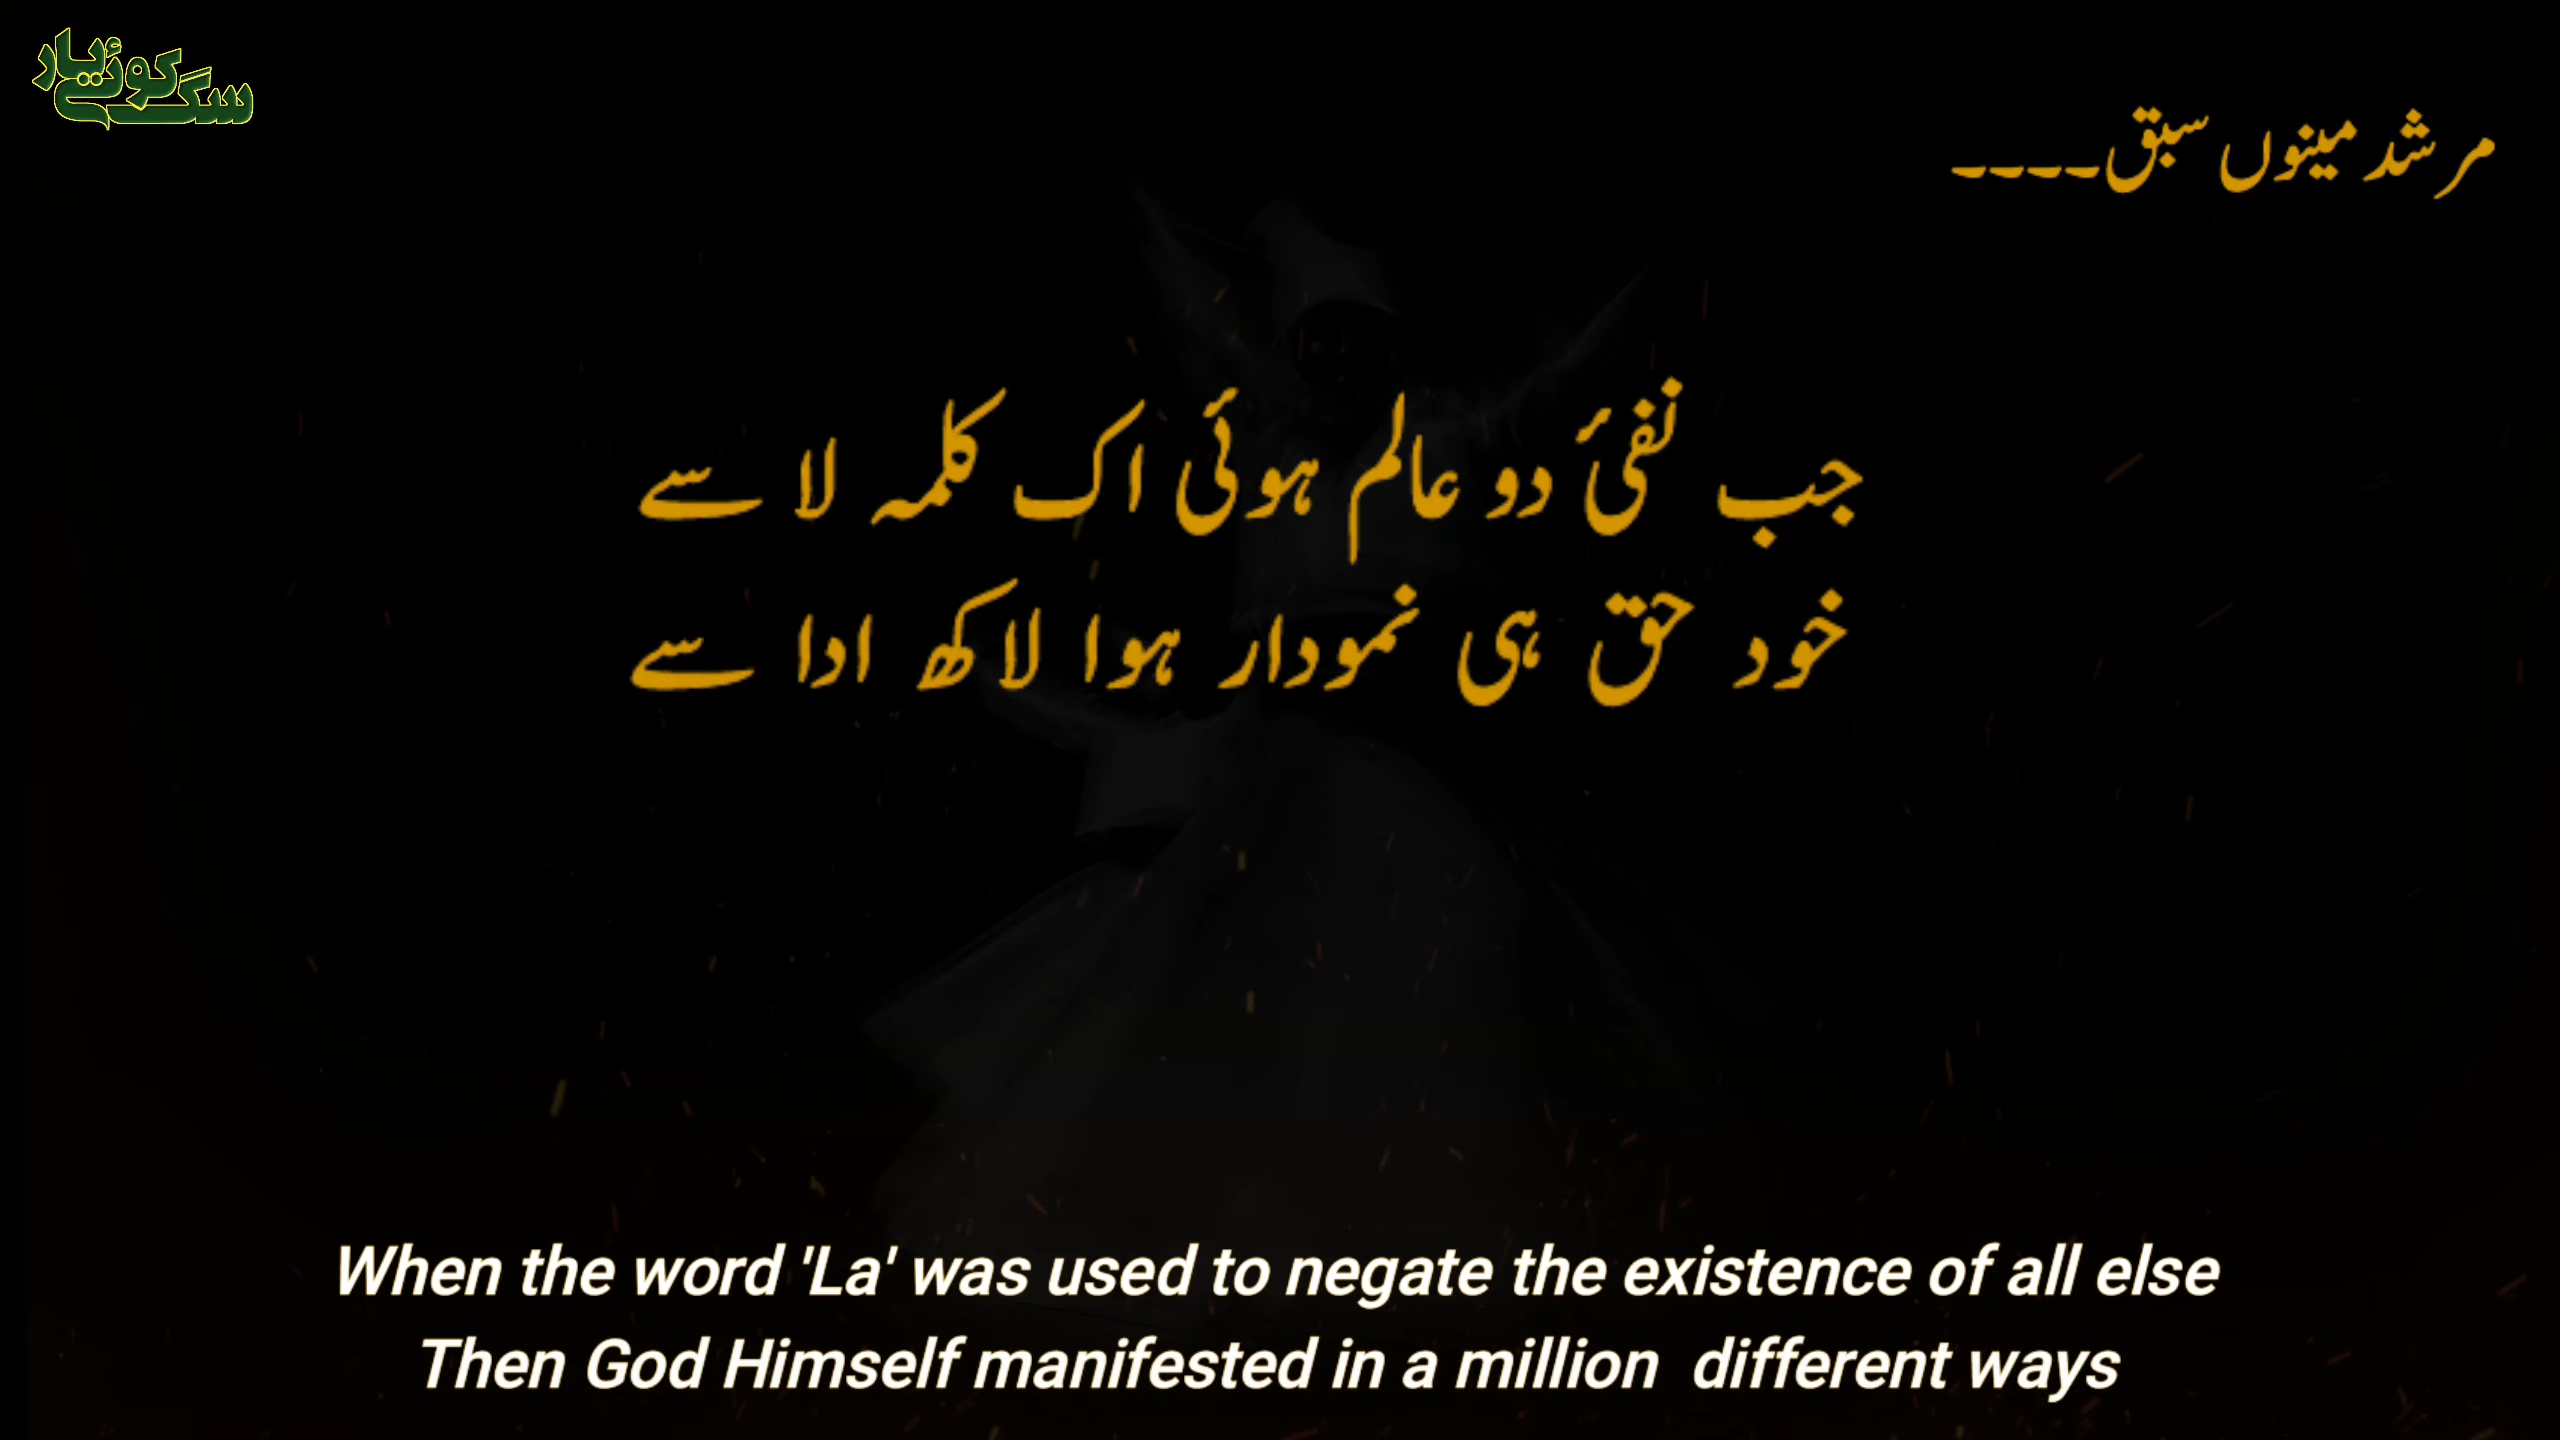 سگ کوئے یار
مرشد مینوں سبق۔۔۔۔
جب نفئ دو عالم ہوئی اک کلمہ لا سے
خود حق ہی نمودار ہوا لاکھ ادا سے
When the word 'La' was used to negate the existence of all else
Then God Himself manifested in a million different ways